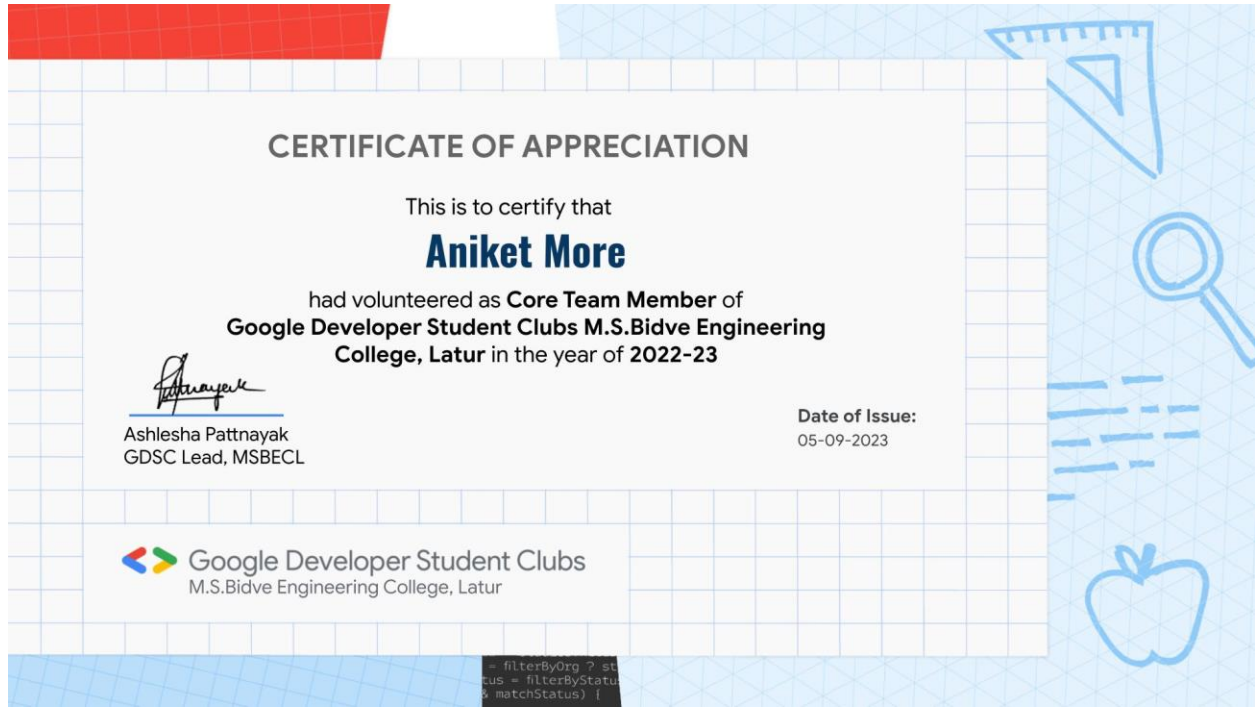 CERTIFICATE OF APPRECIATION
This is to certify that
Aniket More
had volunteered as Core Team Member of
Google Developer Student Clubs M.S.Bidve Engineering
College, Latur in the year of 2022-23
Ashlesha Pattnayak
GDSC Lead, MSBECL
Date of Issue:
05-09-2023
Google Developer Student Clubs
M.S.Bidve Engineering College, Latur
= filterByOrg ? st
tus = filterByStatu
& matchStatus) {